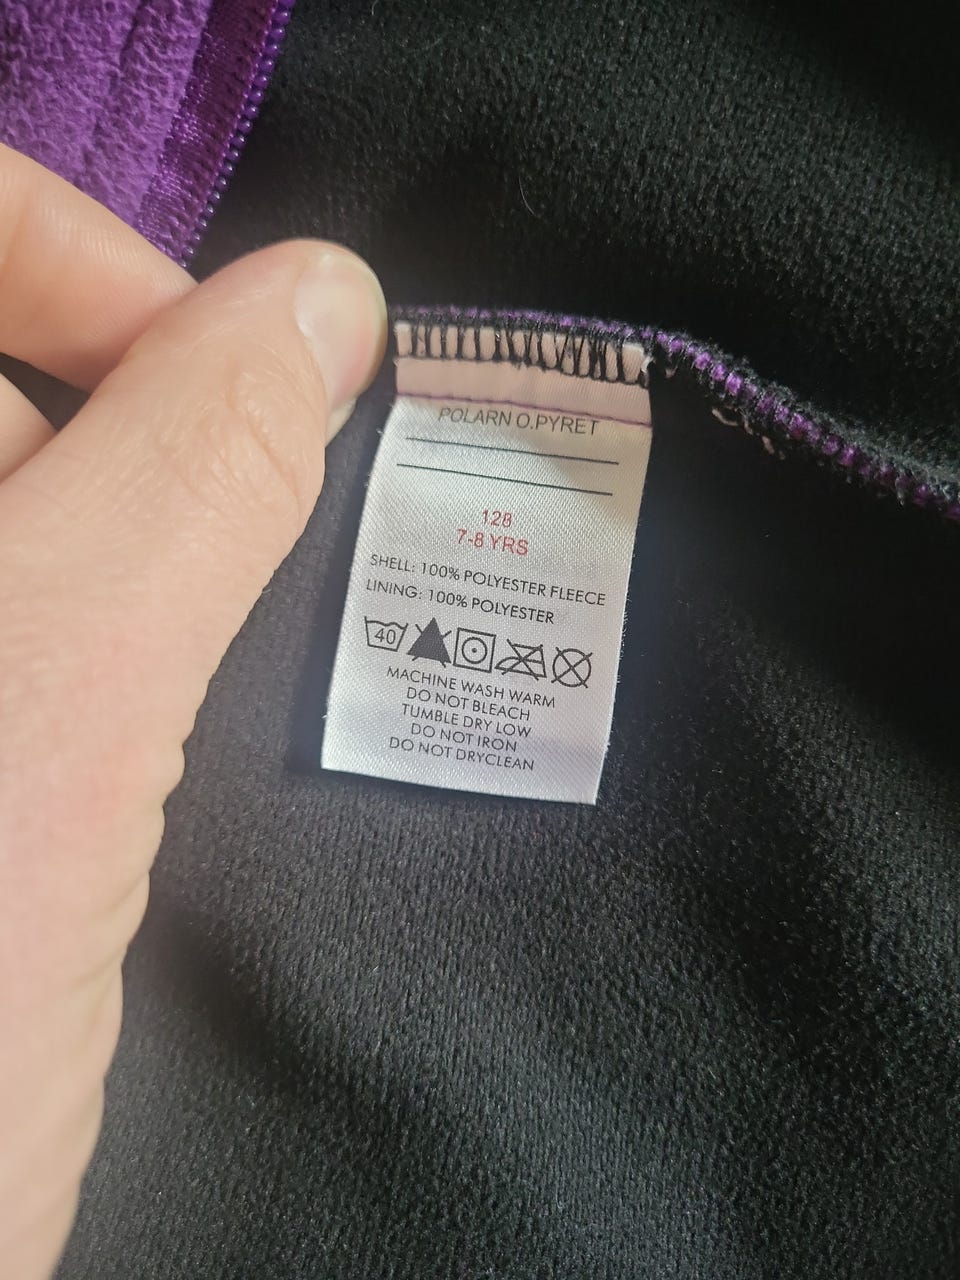 POLARN O.PYRET
128
7-8 YRS
SHELL: 100% POLYESTER FLEECE
LINING: 100% POLYESTER
40
MACHINE WASH WARM
DO NOT BLEACH
TUMBLE DRY LOW
DO NOT IRON
DO NOT DRYCLEAN